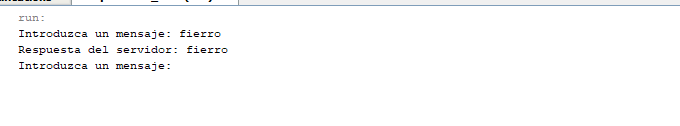 run:
Introduzca un mensaje: fierro
Respuesta del servidor: fierro
Introduzca un mensaje: